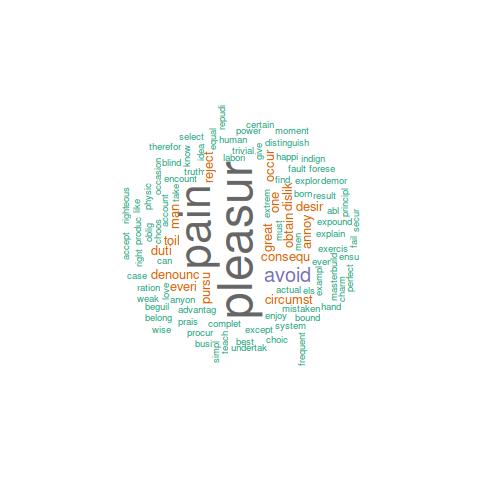 repudi
certain
power
moment
select
equal
human
distinguish
therefor
idea
trivial
give
know
labori
happi
indign
occasion
blind
truth
reject
occur
fault
forese
encount
find
explor
demor
physic
take
pain
pleasur
extrem
one
dislik
born
result
righteous
like
account
man
desir
abl
principl
produc
choos
great
must
obtain
annoy
expound
secur
oblig
toil
men
explain
accept
right
duti
consequ
exercis
fail
can
ever
ensu
case
denounc
avoid
exampl
masterbuild
perfect
ration
love
everi
pursu
actual
els
charm
weak
anyon
circumst
hand
beguil
advantag
enjoy
mistaken
belong
prais
bound
wise
complet
system
procur
except
busi
simpl
teach
best
choic
undertak
frequent